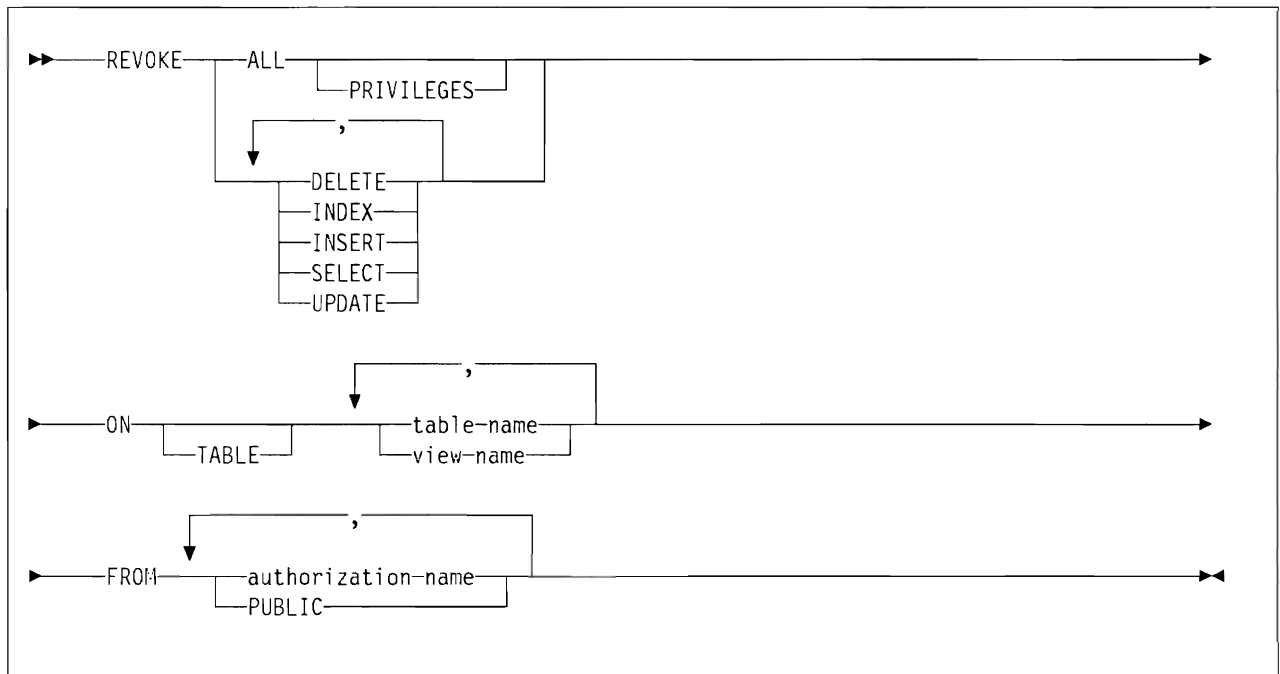 REVOKE ALL
PRIVILEGES
,
DELETE
INDEX
INSERT
SELECT
UPDATE
,
ON table-name
TABLE view-name
,
FROM authorization-name
PUBLIC